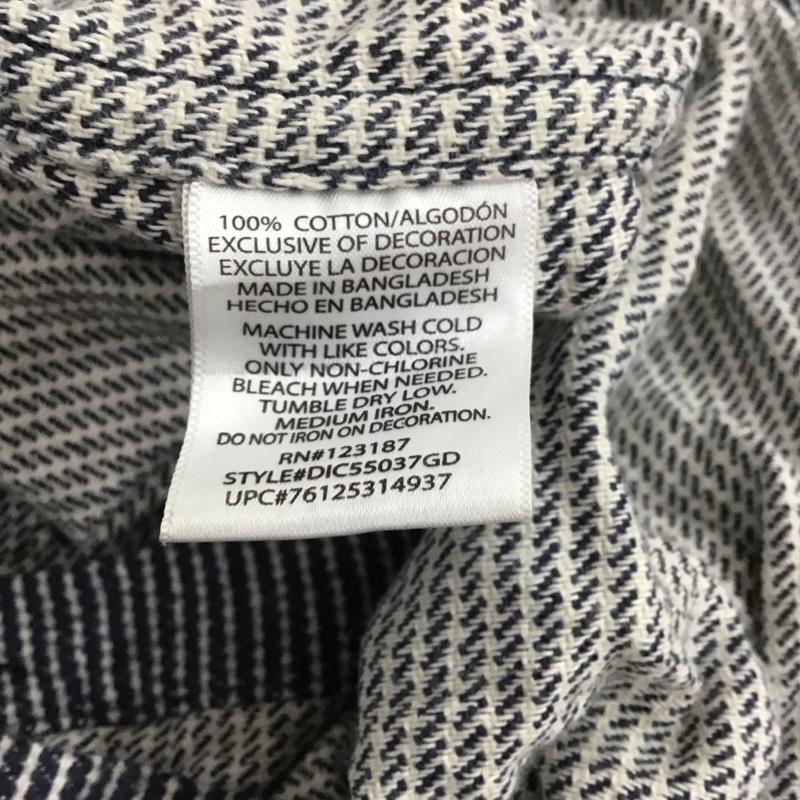 100% COTTON/ALGODÓN
EXCLUSIVE OF DECORATION
EXCLUYE LA DECORACION
MADE IN BANGLADESH
HECHO EN BANGLADESH
MACHINE WASH COLD
WITH LIKE COLORS.
ONLY NON-CHLORINE
BLEACH WHEN NEEDED.
TUMBLE DRY LOW.
MEDIUM IRON.
DO NOT IRON ON DECORATION.
RN#123187
STYLE#DIC55037GD
UPC#76125314937